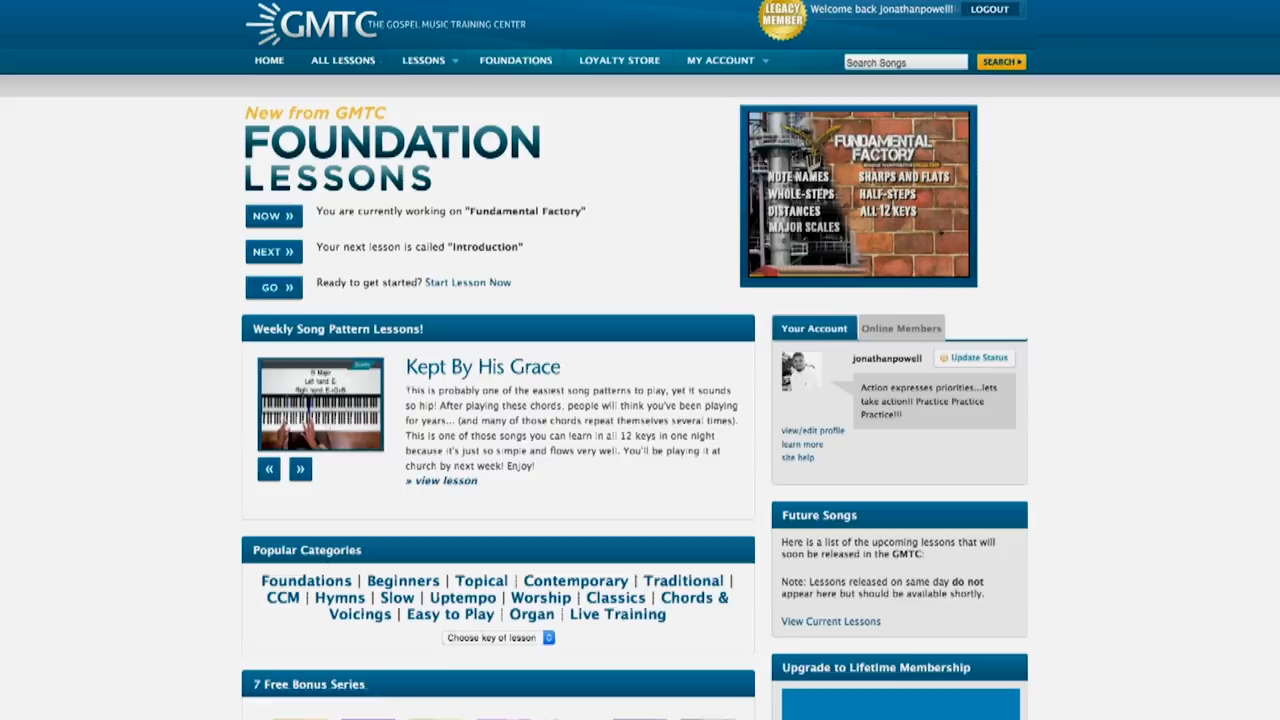 GMTC THE GOSPEL MUSIC TRAINING CENTER
LEGACY
MEMBER
Welcome back jonathanpowell!
LOGOUT
HOME
ALL LESSONS
LESSONS
FOUNDATIONS
LOYALTY STORE
MY ACCOUNT
Search Songs
SEARCH
New from GMTC
FOUNDATION
LESSONS
NOW »
You are currently working on "Fundamental Factory"
NEXT »
Your next lesson is called "Introduction"
GO »
Ready to get started? Start Lesson Now
FUNDAMENTAL
FACTORY
NOTE NAMES
SHARPS AND FLATS
WHOLE-STEPS
HALF-STEPS
DISTANCES
ALL 12 KEYS
MAJOR SCALES
Weekly Song Pattern Lessons!
Kept By His Grace
This is probably one of the easiest song patterns to play, yet it sounds
so hip! After playing these chords, people will think you've been playing
for years... (and many of those chords repeat themselves several times).
This is one of those songs you can learn in all 12 keys in one night
because it's just so simple and flows very well. You'll be playing it at
church by next week! Enjoy!
» view lesson
«
»
Your Account
Online Members
jonathanpowell
Update Status
Action expresses priorities...lets
take action!! Practice Practice
Practice!!!
view/edit profile
learn more
site help
Popular Categories
Foundations | Beginners | Topical | Contemporary | Traditional |
CCM | Hymns | Slow | Uptempo | Worship | Classics | Chords &
Voicings | Easy to Play | Organ | Live Training
Choose key of lesson
Future Songs
Here is a list of the upcoming lessons that will
soon be released in the GMTC:
Note: Lessons released on same day do not
appear here but should be available shortly.
View Current Lessons
7 Free Bonus Series
Upgrade to Lifetime Membership